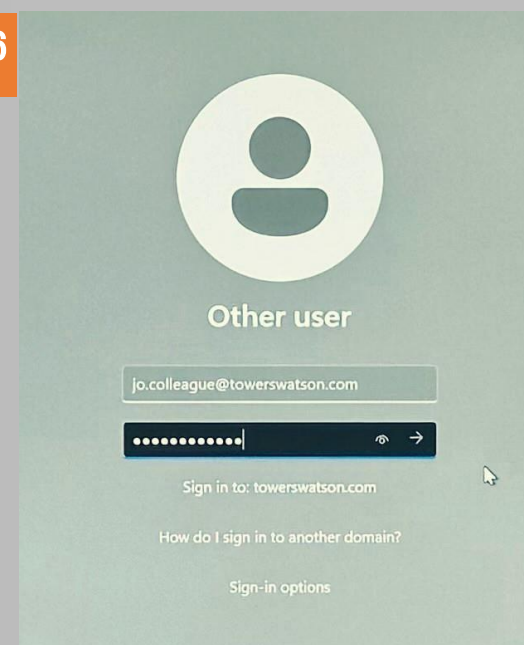 6
Other user
jo.colleague@towerswatson.com
●●●●●●●●●●●●
Sign in to: towerswatson.com
How do I sign in to another domain?
Sign-in options